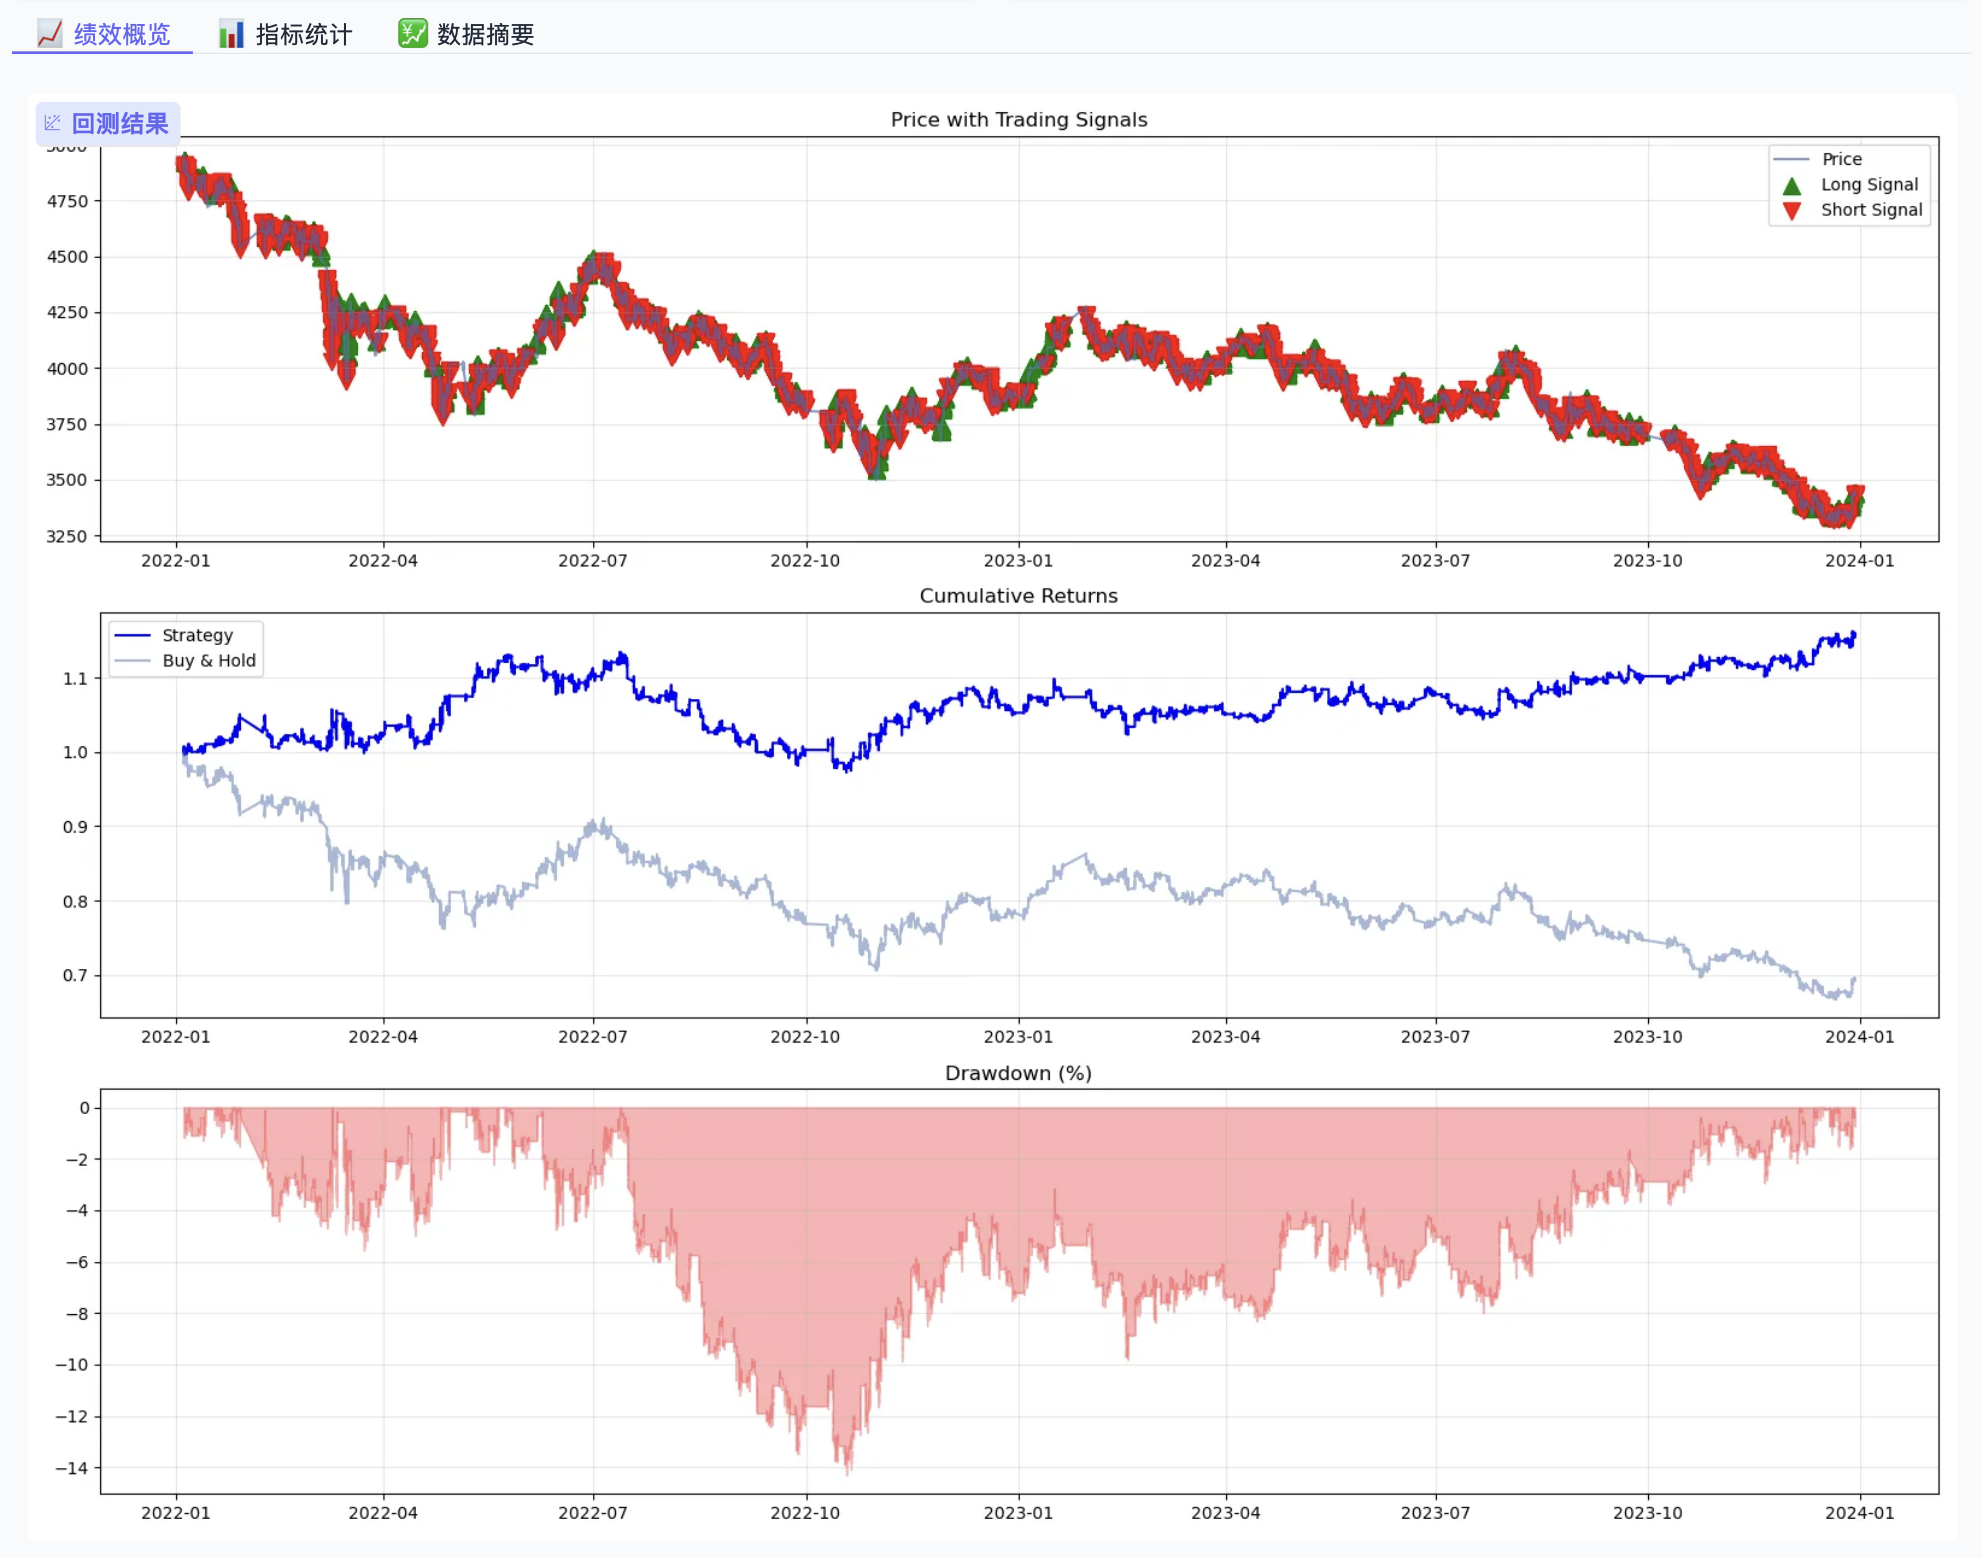 绩效概览 指标统计 数据摘要
回测结果
Price with Trading Signals
5000
4750
4500
4250
4000
3750
3500
3250
Price
Long Signal
Short Signal
2022-01 2022-04 2022-07 2022-10 2023-01 2023-04 2023-07 2023-10 2024-01
Cumulative Returns
Strategy
Buy & Hold
1.1
1.0
0.9
0.8
0.7
2022-01 2022-04 2022-07 2022-10 2023-01 2023-04 2023-07 2023-10 2024-01
Drawdown (%)
0
−2
−4
−6
−8
−10
−12
−14
2022-01 2022-04 2022-07 2022-10 2023-01 2023-04 2023-07 2023-10 2024-01